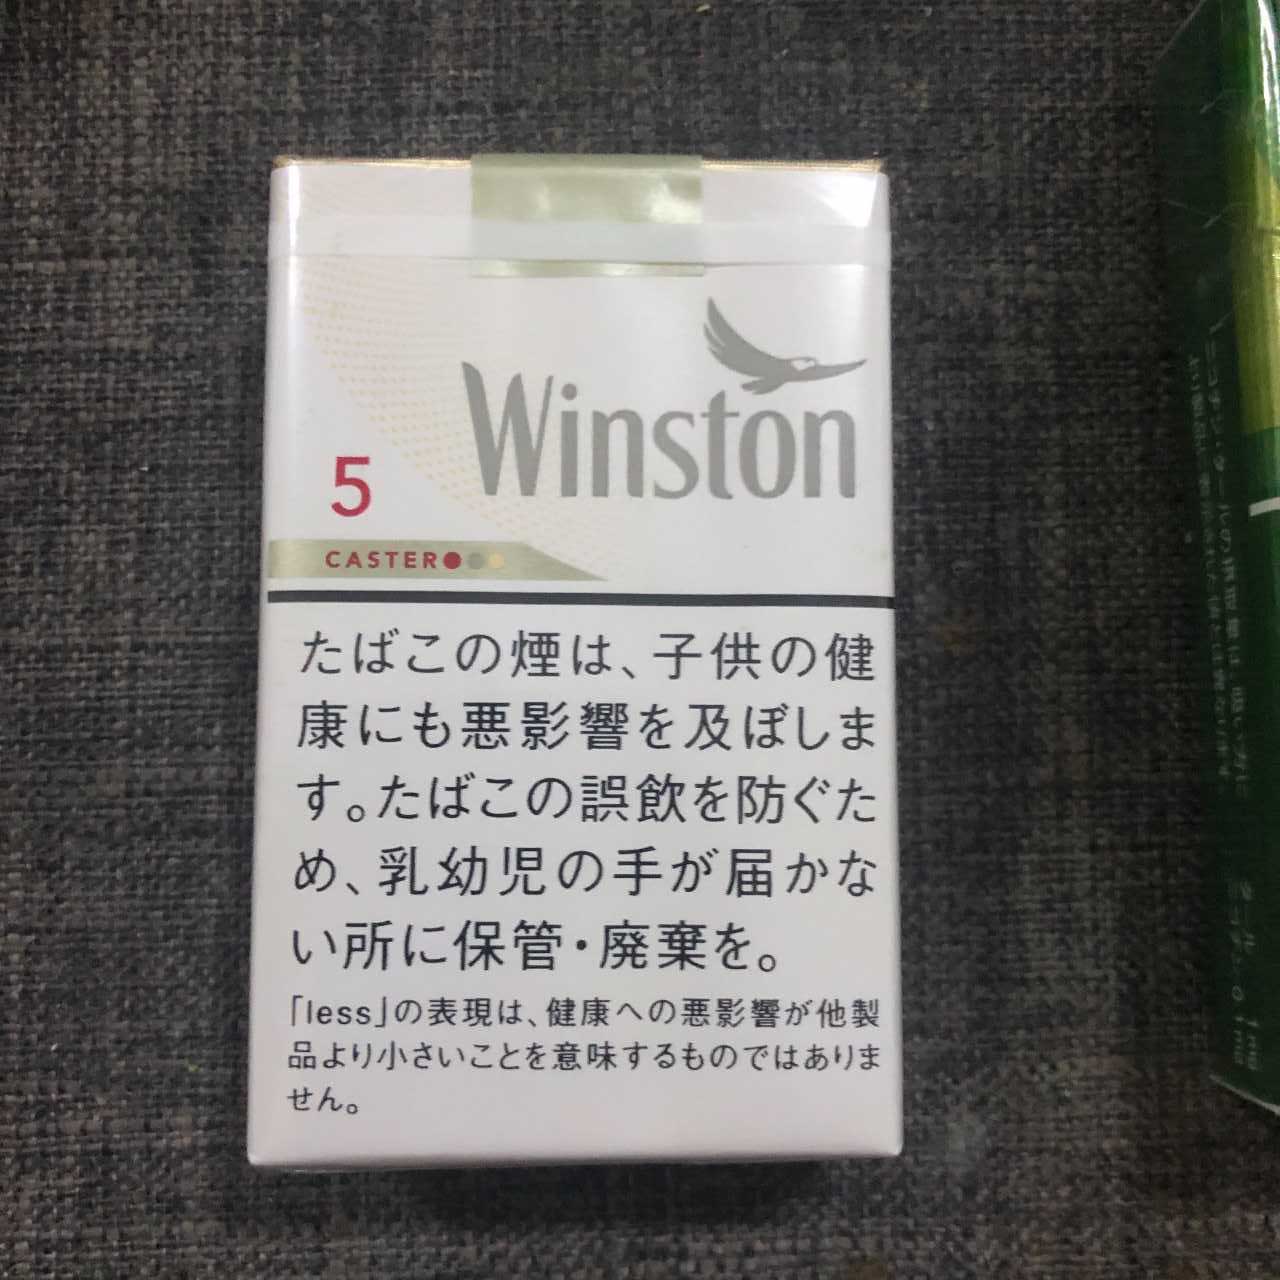 Winston
5
CASTER
たばこの煙は、子供の健
康にも悪影響を及ぼしま
す。たばこの誤飲を防ぐた
め、乳幼児の手が届かな
い所に保管・廃棄を。
「less」の表現は、健康への悪影響が他製
品より小さいことを意味するものではありま
せん。